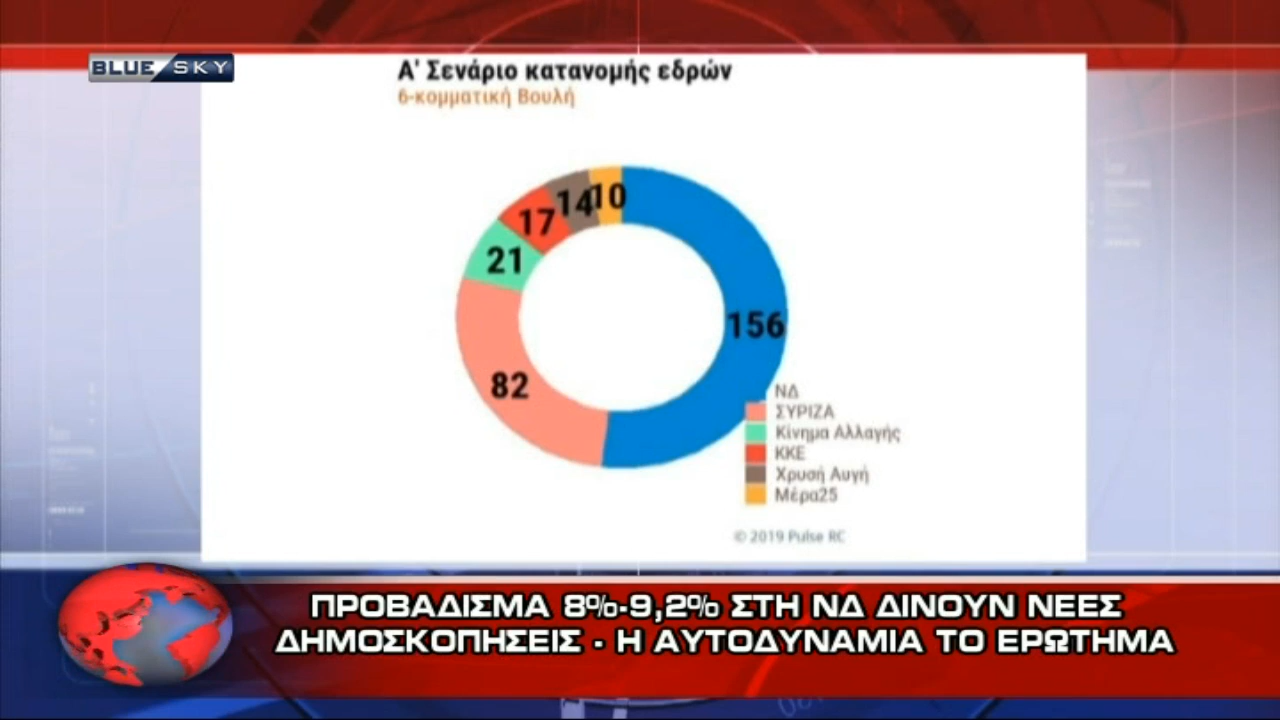 BLUE SKY
Α' Σενάριο κατανομής εδρών
6-κομματική Βουλή
156
82
21
17
14
10
ΝΔ
ΣΥΡΙΖΑ
Κίνημα Αλλαγής
ΚΚΕ
Χρυσή Αυγή
Μέρα25
© 2019 Pulse RC
ΠΡΟΒΑΔΙΣΜΑ 8%-9,2% ΣΤΗ ΝΔ ΔΙΝΟΥΝ ΝΕΕΣ
ΔΗΜΟΣΚΟΠΗΣΕΙΣ - Η ΑΥΤΟΔΥΝΑΜΙΑ ΤΟ ΕΡΩΤΗΜΑ